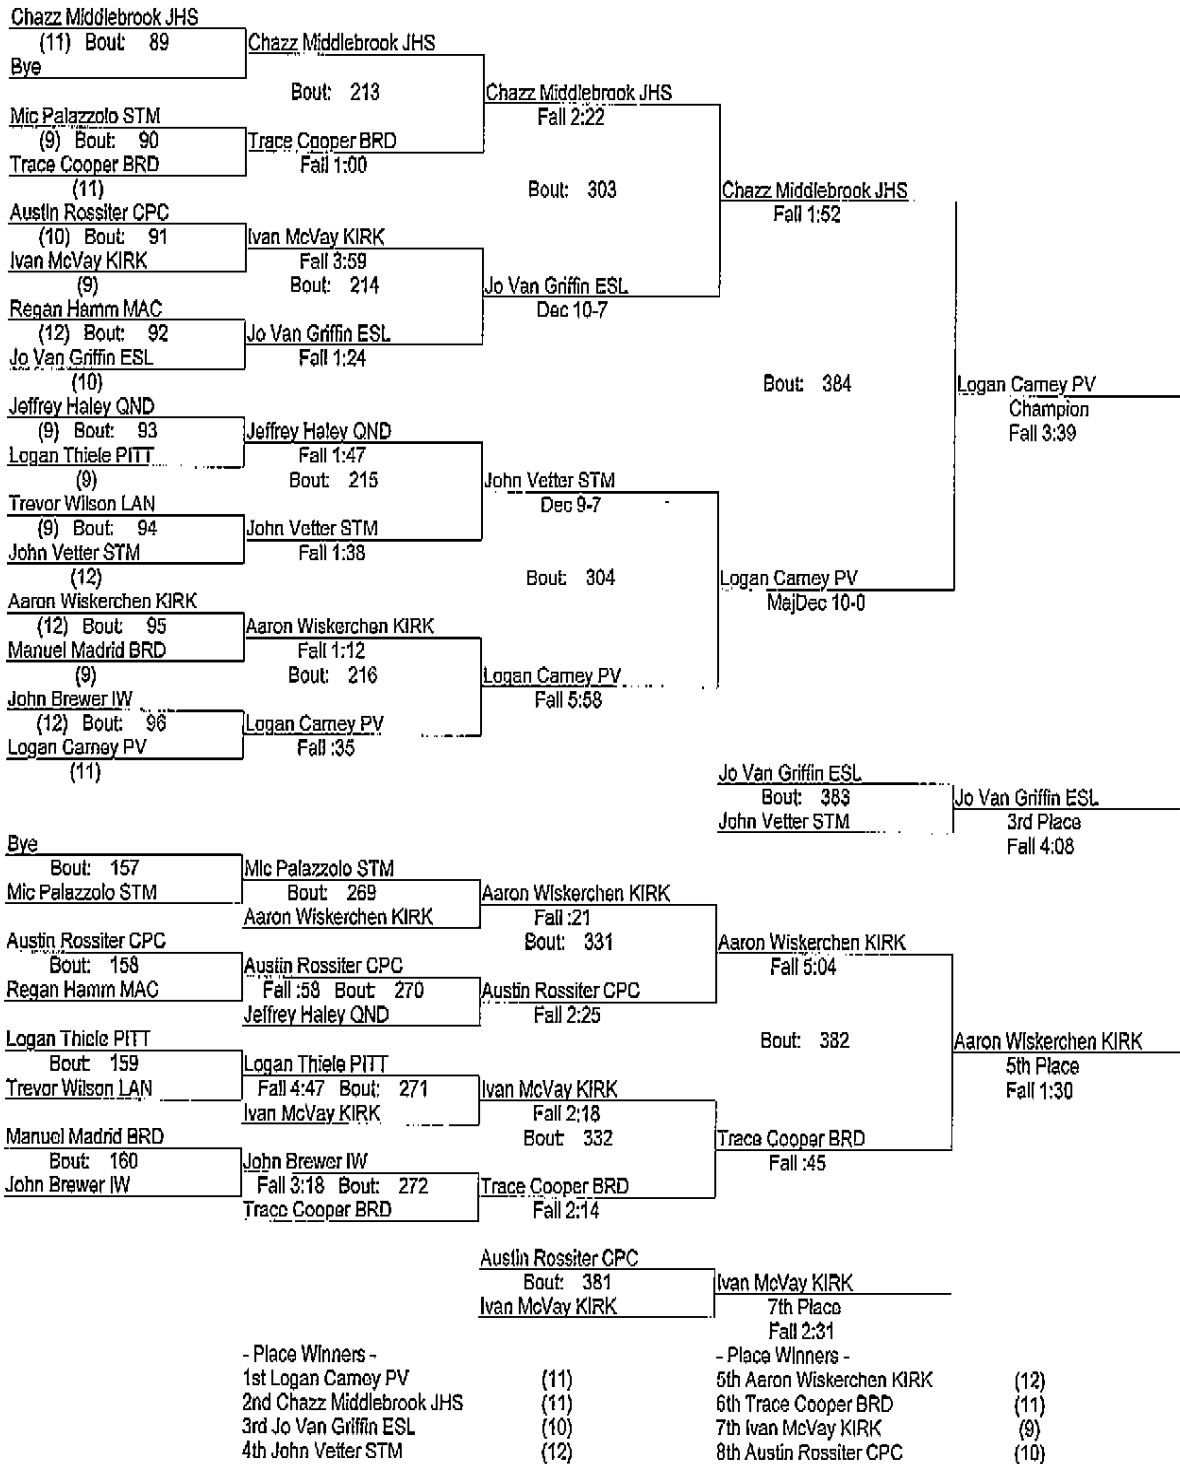 Chazz Middlebrook JHS
(11) Bout: 89
Bye
Chazz Middlebrook JHS
Bout: 213
Mic Palazzolo STM
(9) Bout: 90
Trace Cooper BRD
(11)
Trace Cooper BRD
Fall 1:00
Chazz Middlebrook JHS
Fall 2:22
Bout: 303
Austin Rossiter CPC
(10) Bout: 91
Ivan McVay KIRK
(9)
Ivan McVay KIRK
Fall 3:59
Bout: 214
Regan Hamm MAC
(12) Bout: 92
Jo Van Griffin ESL
(10)
Jo Van Griffin ESL
Fall 1:24
Jo Van Griffin ESL
Dec 10-7
Chazz Middlebrook JHS
Fall 1:52
Bout: 384
Jeffrey Haley QND
(9) Bout: 93
Logan Thiele PITT
(9)
Jeffrey Haley QND
Fall 1:47
Bout: 215
Trevor Wilson LAN
(9) Bout: 94
John Vetter STM
(12)
John Vetter STM
Fall 1:38
John Vetter STM
Dec 9-7
Bout: 304
Aaron Wiskerchen KIRK
(12) Bout: 95
Manuel Madrid BRD
(9)
Aaron Wiskerchen KIRK
Fall 1:12
Bout: 216
John Brewer IW
(12) Bout: 96
Logan Carney PV
(11)
Logan Carney PV
Fall :35
Logan Carney PV
Fall 5:58
Logan Carney PV
MajDec 10-0
Logan Carney PV
Champion
Fall 3:39
Jo Van Griffin ESL
Bout: 383
John Vetter STM
Jo Van Griffin ESL
3rd Place
Fall 4:08
Bye
Bout: 157
Mic Palazzolo STM
Mic Palazzolo STM
Bout: 269
Aaron Wiskerchen KIRK
Aaron Wiskerchen KIRK
Fall :21
Bout: 331
Austin Rossiter CPC
Bout: 158
Regan Hamm MAC
Austin Rossiter CPC
Fall :58 Bout: 270
Jeffrey Haley QND
Austin Rossiter CPC
Fall 2:25
Aaron Wiskerchen KIRK
Fall 5:04
Bout: 382
Logan Thiele PITT
Bout: 159
Trevor Wilson LAN
Logan Thiele PITT
Fall 4:47 Bout: 271
Ivan McVay KIRK
Ivan McVay KIRK
Fall 2:18
Bout: 332
Manuel Madrid BRD
Bout: 160
John Brewer IW
John Brewer IW
Fall 3:18 Bout: 272
Trace Cooper BRD
Trace Cooper BRD
Fall 2:14
Trace Cooper BRD
Fall :45
Aaron Wiskerchen KIRK
5th Place
Fall 1:30
Austin Rossiter CPC
Bout: 381
Ivan McVay KIRK
Ivan McVay KIRK
7th Place
Fall 2:31
- Place Winners -
1st Logan Carney PV (11)
2nd Chazz Middlebrook JHS (11)
3rd Jo Van Griffin ESL (10)
4th John Vetter STM (12)
- Place Winners -
5th Aaron Wiskerchen KIRK (12)
6th Trace Cooper BRD (11)
7th Ivan McVay KIRK (9)
8th Austin Rossiter CPC (10)